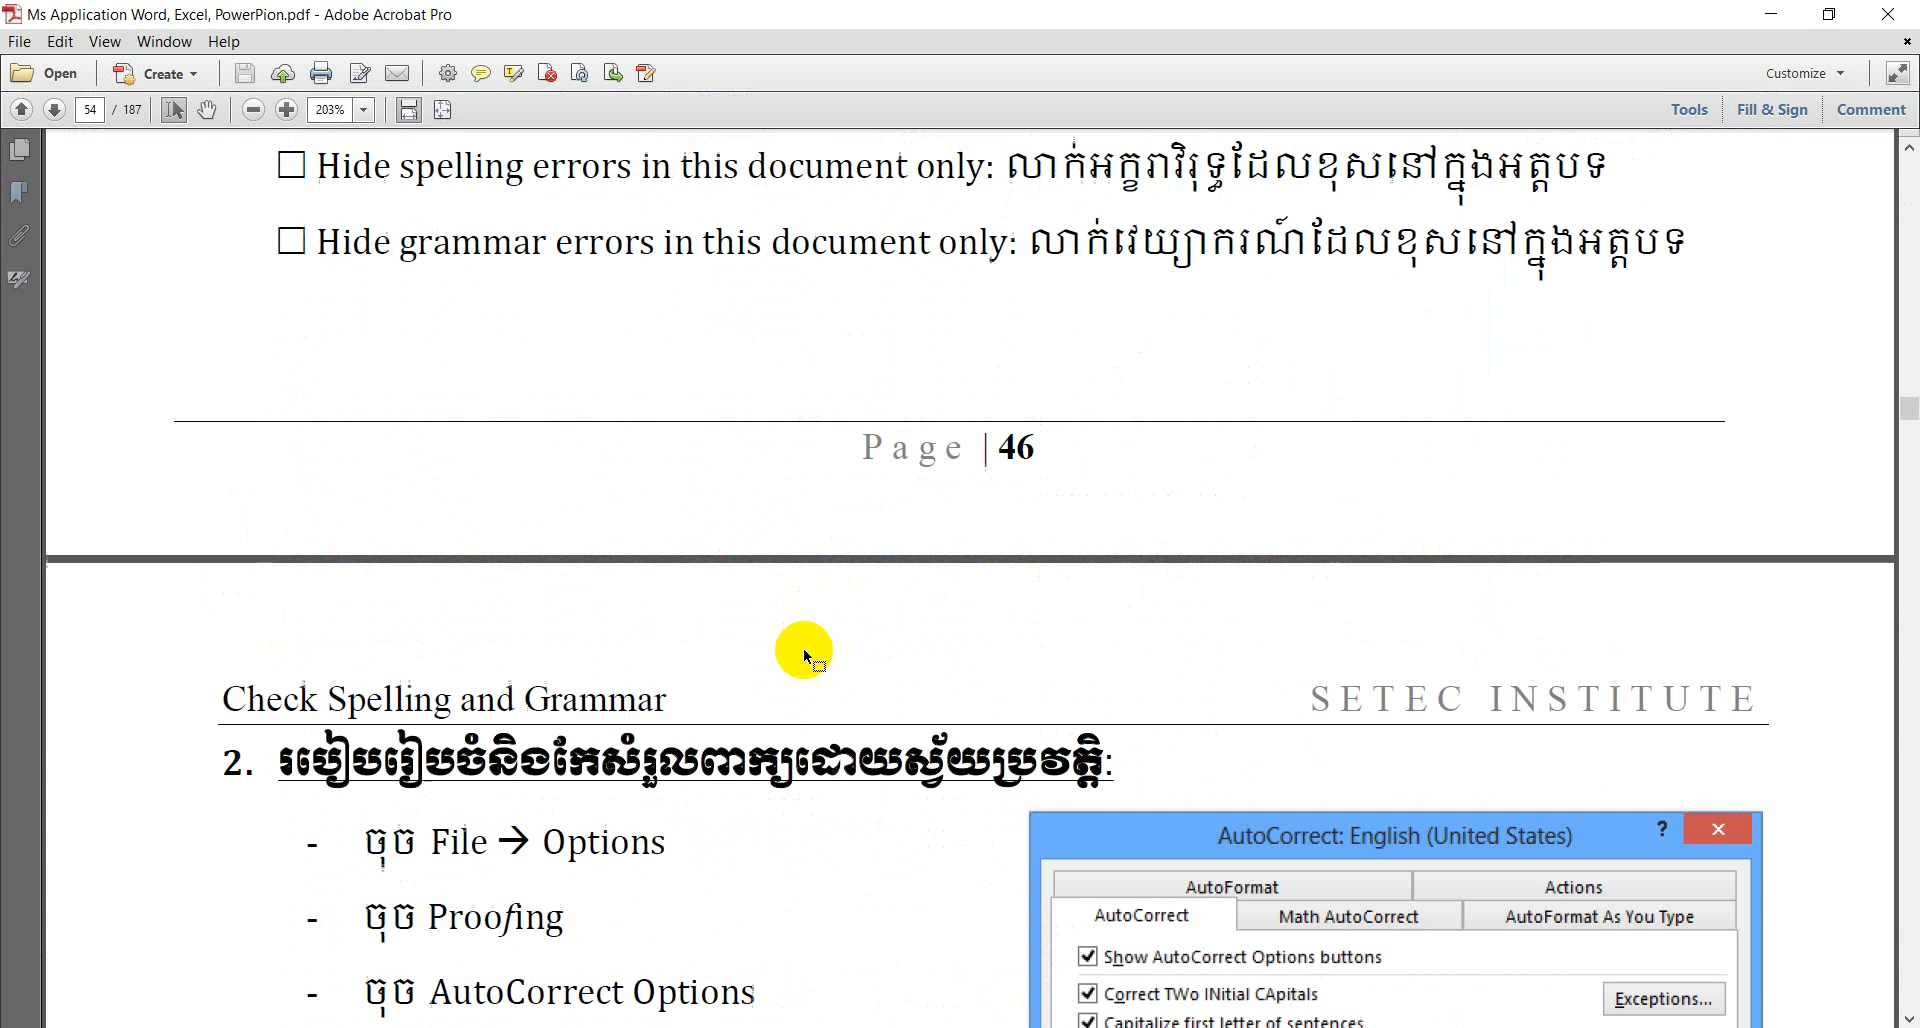 Ms Application Word, Excel, PowerPion.pdf - Adobe Acrobat Pro
File Edit View Window Help
Open Create Customize
54 / 187 203% Tools Fill & Sign Comment
Hide spelling errors in this document only: លាក់អក្ខរាវិរុទ្ធដែលខុសនៅក្នុងអត្តបទ
Hide grammar errors in this document only: លាក់វេយ្យាករណ៍ដែលខុសនៅក្នុងអត្តបទ
Page | 46
Check Spelling and Grammar SETEC INSTITUTE
2. របៀបរៀបចំនិងកែសំរួលពាក្យដោយស្វ័យប្រវត្តិ:
- ចុច File → Options
- ចុច Proofing
- ចុច AutoCorrect Options
AutoCorrect: English (United States) ?
AutoFormat Actions
AutoCorrect Math AutoCorrect AutoFormat As You Type
Show AutoCorrect Options buttons
Correct TWo INitial CApitals Exceptions...
Capitalize first letter of sentences